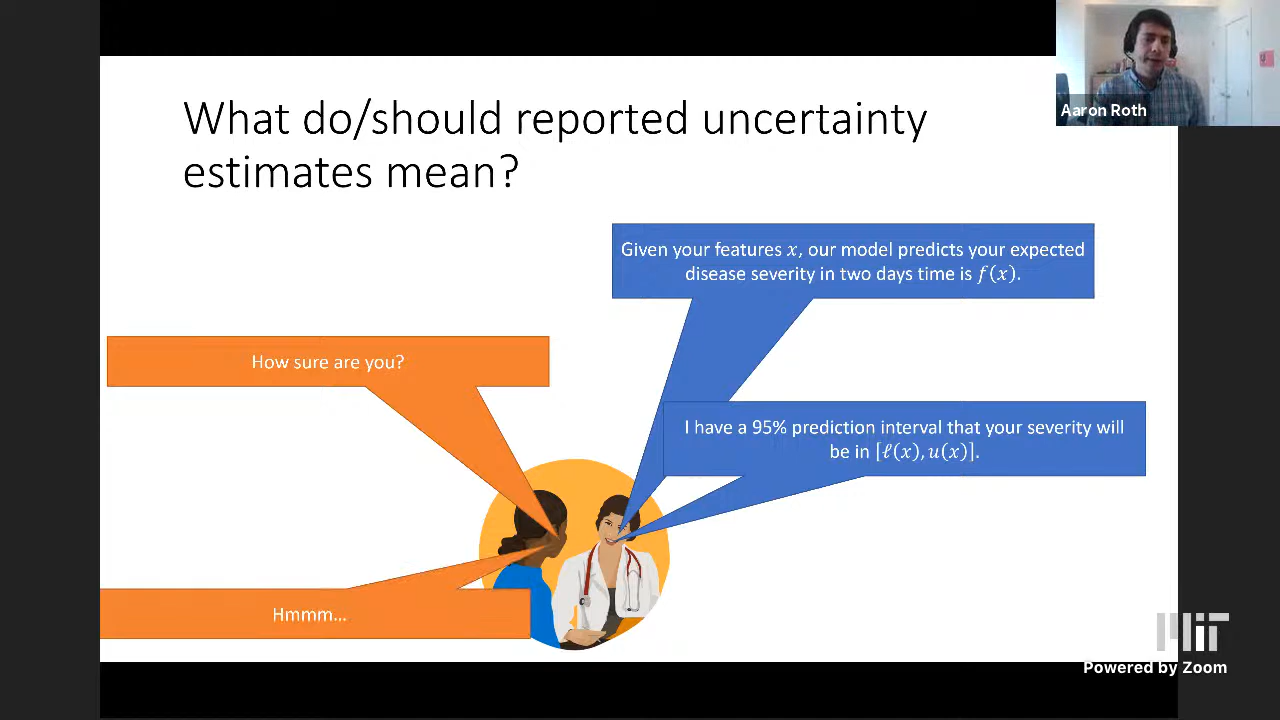 What do/should reported uncertainty
estimates mean?
Aaron Roth
Given your features x, our model predicts your expected
disease severity in two days time is f(x).
How sure are you?
I have a 95% prediction interval that your severity will
be in [ℓ(x), u(x)].
Hmmm…
MIT
Powered by Zoom